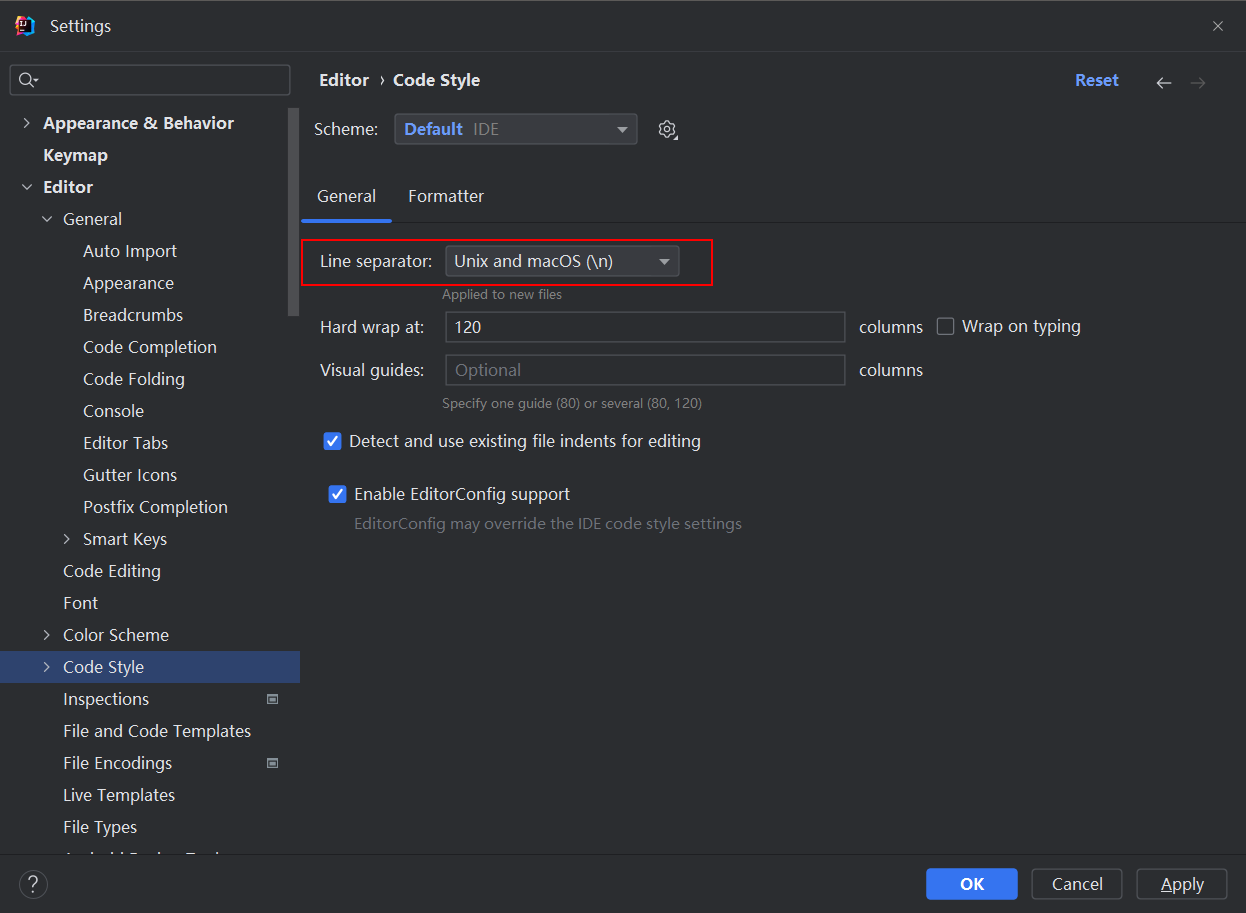 Settings
Editor › Code Style
Reset
Appearance & Behavior
Keymap
Editor
General
Auto Import
Appearance
Breadcrumbs
Code Completion
Code Folding
Console
Editor Tabs
Gutter Icons
Postfix Completion
Smart Keys
Code Editing
Font
Color Scheme
Code Style
Inspections
File and Code Templates
File Encodings
Live Templates
File Types
Scheme: Default IDE
General Formatter
Line separator: Unix and macOS (\n)
Applied to new files
Hard wrap at: 120 columns Wrap on typing
Visual guides: Optional columns
Specify one guide (80) or several (80, 120)
Detect and use existing file indents for editing
Enable EditorConfig support
EditorConfig may override the IDE code style settings
? OK Cancel Apply